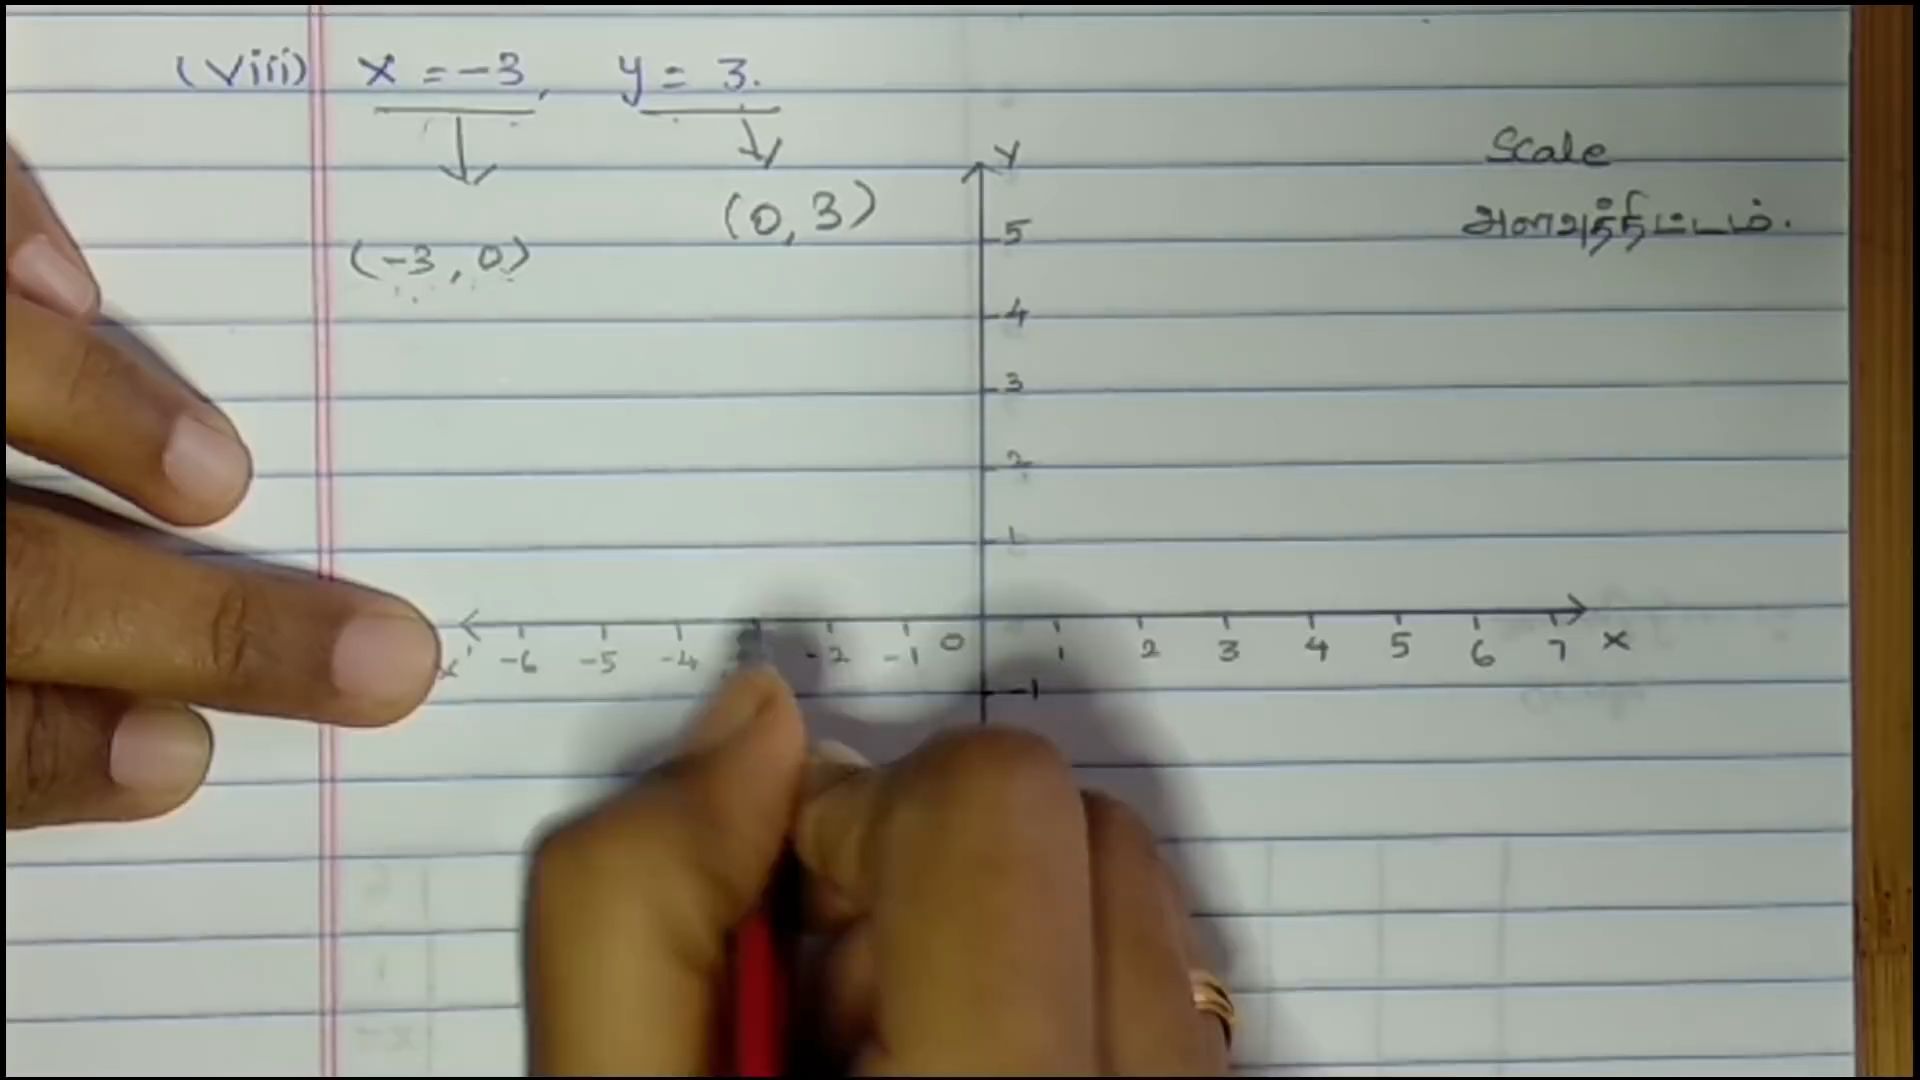 (viii) x = -3, y = 3.
(-3, 0)
(0, 3)
Scale
அளவுத்திட்டம்.
Y
5
4
3
2
1
x' -6 -5 -4 -2 -1 0 1 2 3 4 5 6 7 x
-1